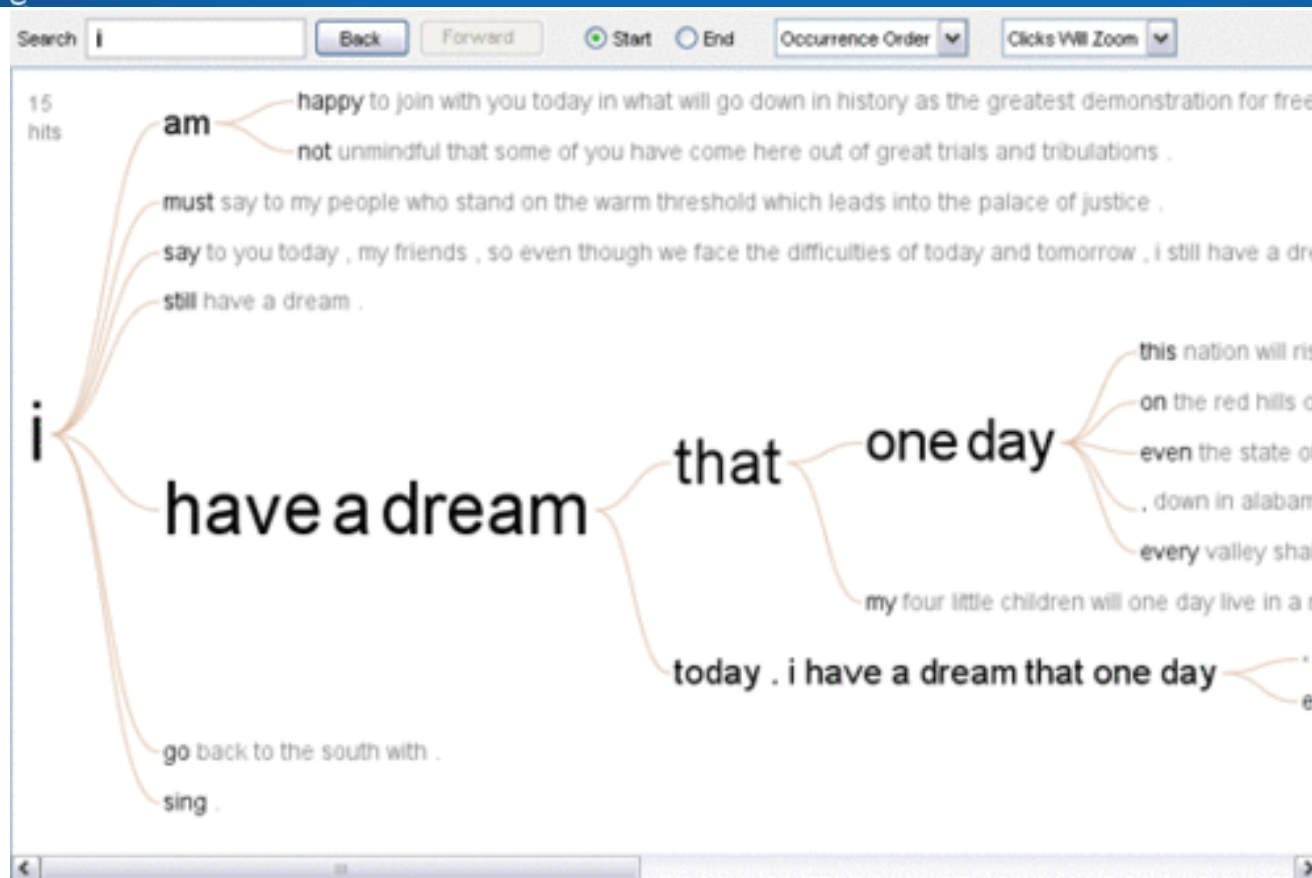 Search i Back Forward Start End Occurrence Order Clicks Will Zoom
15
hits
am
happy to join with you today in what will go down in history as the greatest demonstration for free
not unmindful that some of you have come here out of great trials and tribulations .
must say to my people who stand on the warm threshold which leads into the palace of justice .
say to you today , my friends , so even though we face the difficulties of today and tomorrow , i still have a dre
still have a dream .
i
have a dream
that
one day
this nation will ris
on the red hills
even the state o
, down in alabam
every valley sha
my four little children will one day live in a
today . i have a dream that one day
,
e
go back to the south with .
sing .